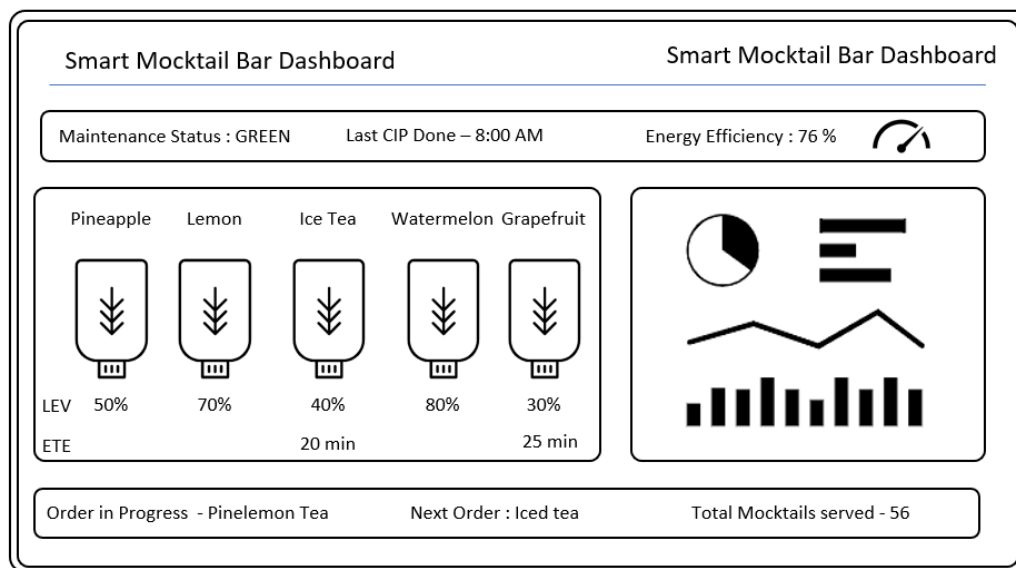 Smart Mocktail Bar Dashboard
Smart Mocktail Bar Dashboard
Maintenance Status : GREEN Last CIP Done – 8:00 AM Energy Efficiency : 76 %
Pineapple Lemon Ice Tea Watermelon Grapefruit
LEV 50% 70% 40% 80% 30%
ETE 20 min 25 min
Order in Progress - Pinelemon Tea Next Order : Iced tea Total Mocktails served - 56